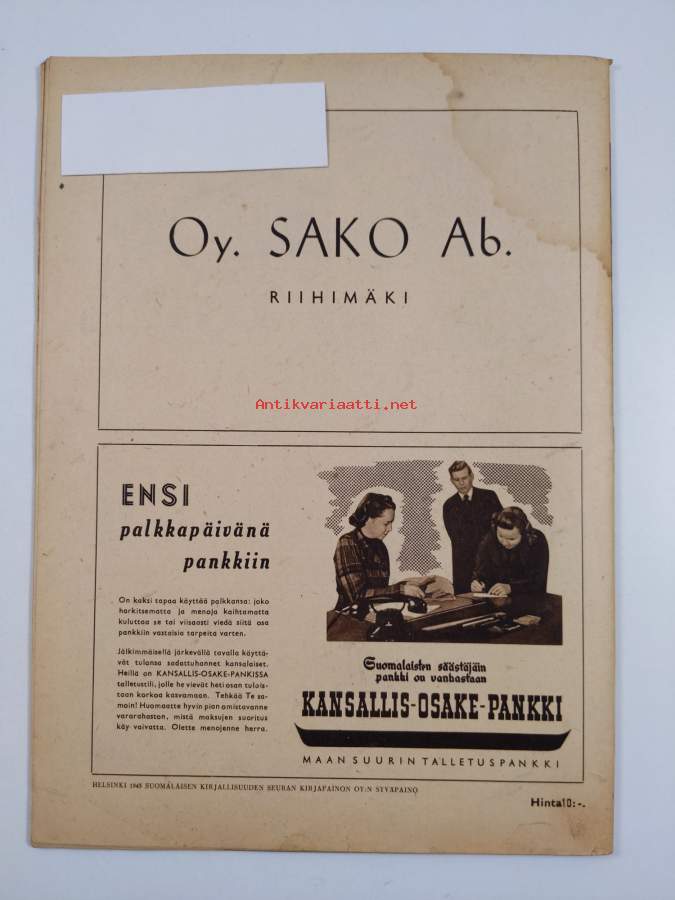 Oy. SAKO Ab.
RIIHIMÄKI
Antikvariaatti.net
ENSI
palkkapäivänä
pankkiin
On kaksi tapaa käyttää palkkansa: joko
harkitsematta ja menoja kaihtamatta
kuluttaa se tai viisaasti viedä siitä osa
pankkiin vastaisia tarpeita varten.
Jälkimmäisellä järkevällä tavalla käyttä-
vät tulonsa sadattuhannet kansalaiset.
Heillä on KANSALLIS-OSAKE-PANKISSA
talletustili, jolle he vievät heti osan tulois-
taan korkoa kasvamaan. Tehkää Te sa-
moin! Huomaatte hyvin pian omistavanne
vararahaston, mistä maksujen suoritus
käy vaivatta. Olette menojenne herra.
Suomalaisten säästäjäin
pankki on vanhastaan
KANSALLIS-OSAKE-PANKKI
MAAN SUURIN TALLETUSPANKKI
HELSINKI 1945 SUOMALAISEN KIRJALLISUUDEN SEURAN KIRJAPAINON OY:N SYVÄPAINO
Hinta 10:-.